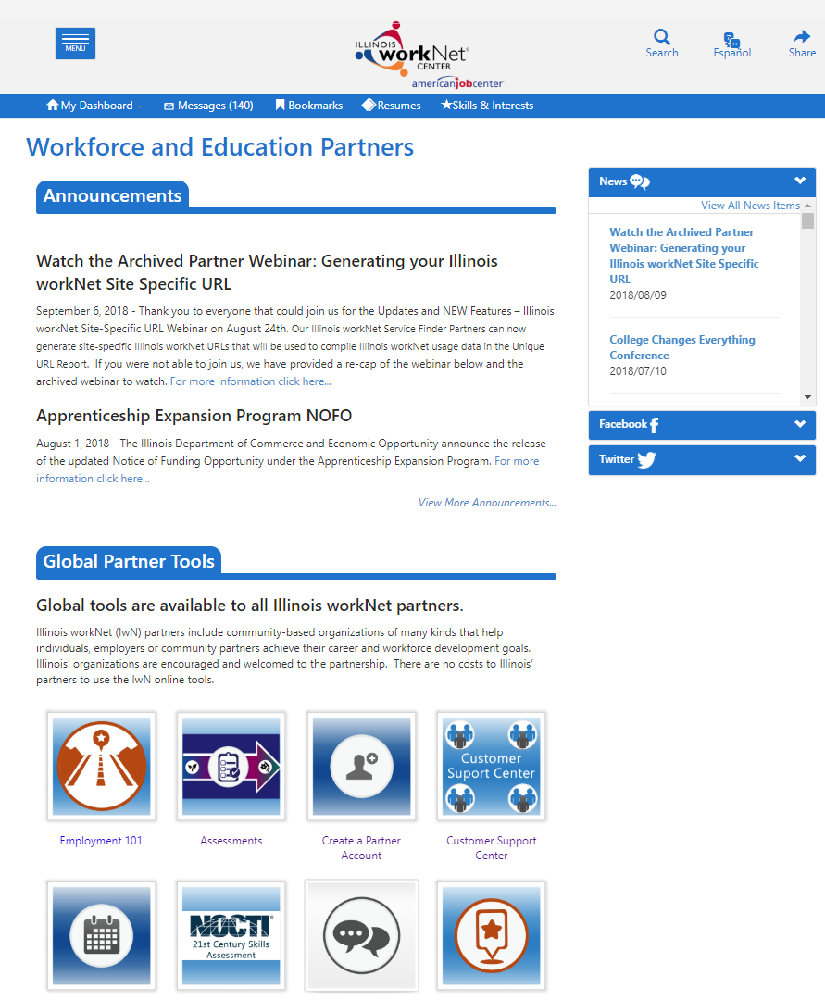 MENU
ILLINOIS
workNet®
CENTER
americanjobcenter®
Search
Español
Share
My Dashboard
Messages (140)
Bookmarks
Resumes
Skills & Interests
Workforce and Education Partners
Announcements
Watch the Archived Partner Webinar: Generating your Illinois
workNet Site Specific URL
September 6, 2018 - Thank you to everyone that could join us for the Updates and NEW Features – Illinois
workNet Site-Specific URL Webinar on August 24th. Our Illinois workNet Service Finder Partners can now
generate site-specific Illinois workNet URLs that will be used to compile Illinois workNet usage data in the Unique
URL Report.  If you were not able to join us, we have provided a re-cap of the webinar below and the
archived webinar to watch. For more information click here...
Apprenticeship Expansion Program NOFO
August 1, 2018 - The Illinois Department of Commerce and Economic Opportunity announce the release
of the updated Notice of Funding Opportunity under the Apprenticeship Expansion Program. For more
information click here...
View More Announcements...
News
View All News Items
Watch the Archived Partner
Webinar: Generating your
Illinois workNet Site Specific
URL
2018/08/09
College Changes Everything
Conference
2018/07/10
Facebook
Twitter
Global Partner Tools
Global tools are available to all Illinois workNet partners.
Illinois workNet (IwN) partners include community-based organizations of many kinds that help
individuals, employers or community partners achieve their career and workforce development goals.
Illinois' organizations are encouraged and welcomed to the partnership.  There are no costs to Illinois'
partners to use the IwN online tools.
Customer
Suport Center
Employment 101
Assessments
Create a Partner
Account
Customer Support
Center
NOCTI®
21st Century Skills
Assessment